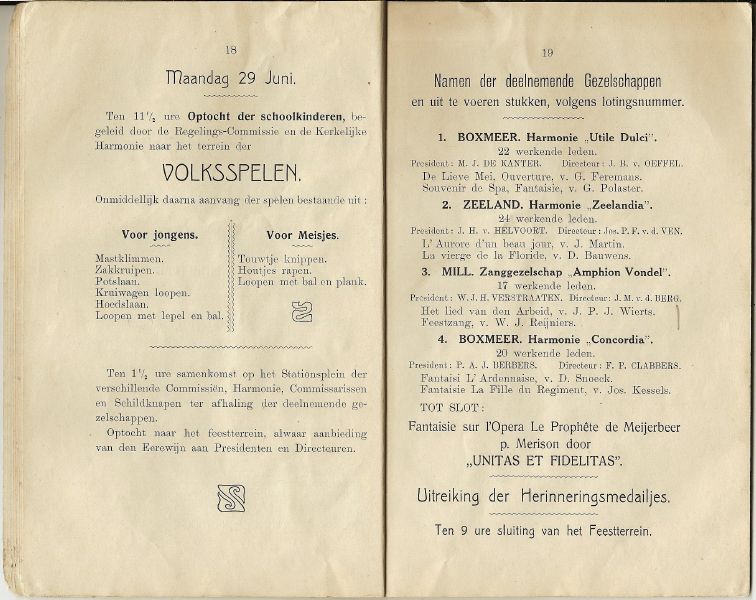 18
Maandag 29 Juni.
Ten 11½ ure Optocht der schoolkinderen, be-
geleid door de Regelings-Commissie en de Kerkelijke
Harmonie naar het terrein der
VOLKSSPELEN.
Onmiddellijk daarna aanvang der spelen bestaande uit :
Voor jongens.
Mastklimmen.
Zakkruipen.
Potslaan.
Kruiwagen loopen.
Hoedslaan.
Loopen met lepel en bal.
Voor Meisjes.
Touwtje knippen.
Houtjes rapen.
Loopen met bal en plank.
Ten 1½ ure samenkomst op het Stationsplein der
verschillende Commissiën, Harmonie, Commissarissen
en Schildknapen ter afhaling der deelnemende ge-
zelschappen.
Optocht naar het feestterrein, alwaar aanbieding
van den Eerewijn aan Presidenten en Directeuren.
19
Namen der deelnemende Gezelschappen
en uit te voeren stukken, volgens lotingsnummer.
1. BOXMEER. Harmonie „Utile Dulci”.
22 werkende leden.
President : M. J. DE KANTER. Directeur : J. B. v. OEFFEL.
De Lieve Mei, Ouverture, v. G. Feremans.
Souvenir de Spa, Fantaisie, v. G. Polaster.
2. ZEELAND. Harmonie „Zeelandia”.
24 werkende leden.
President : J. H. v. HELVOORT. Directeur : Jos. P. F. v. d. VEN.
L’ Aurore d’un beau jour, v. J. Martin.
La vierge de la Floride, v. D. Bauwens.
3. MILL. Zanggezelschap „Amphion Vondel”.
17 werkende leden.
President : W. J. H. VERSTRAATEN. Directeur : J. M. v. d. BERG.
Het lied van den Arbeid, v. J. P. J. Wierts.
Feestzang, v. W. J. Reijniers.
4. BOXMEER. Harmonie „Concordia”.
20 werkende leden.
President : P. A. J. BERBERS. Directeur : F. P. CLABBERS.
Fantaisi L’ Ardennaise, v. D. Snoeck.
Fantaisie La Fille du Regiment, v. Jos. Kessels.
TOT SLOT :
Fantaisie sur l’Opera Le Prophête de Meijerbeer
p. Merison door
„UNITAS ET FIDELITAS”.
Uitreiking der Herinneringsmedailjes.
Ten 9 ure sluiting van het Feestterrein.